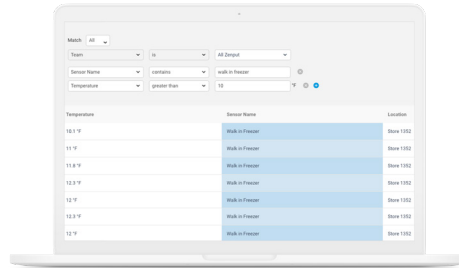 Match All
Team is All Zenput
Sensor Name contains walk in freezer
Temperature greater than 10 °F
Temperature Sensor Name Location
10.1 °F Walk in Freezer Store 1352
11 °F Walk in Freezer Store 1352
11.8 °F Walk in Freezer Store 1352
12.3 °F Walk in Freezer Store 1352
12 °F Walk in Freezer Store 1352
12.3 °F Walk in Freezer Store 1352
12 °F Walk in Freezer Store 1352